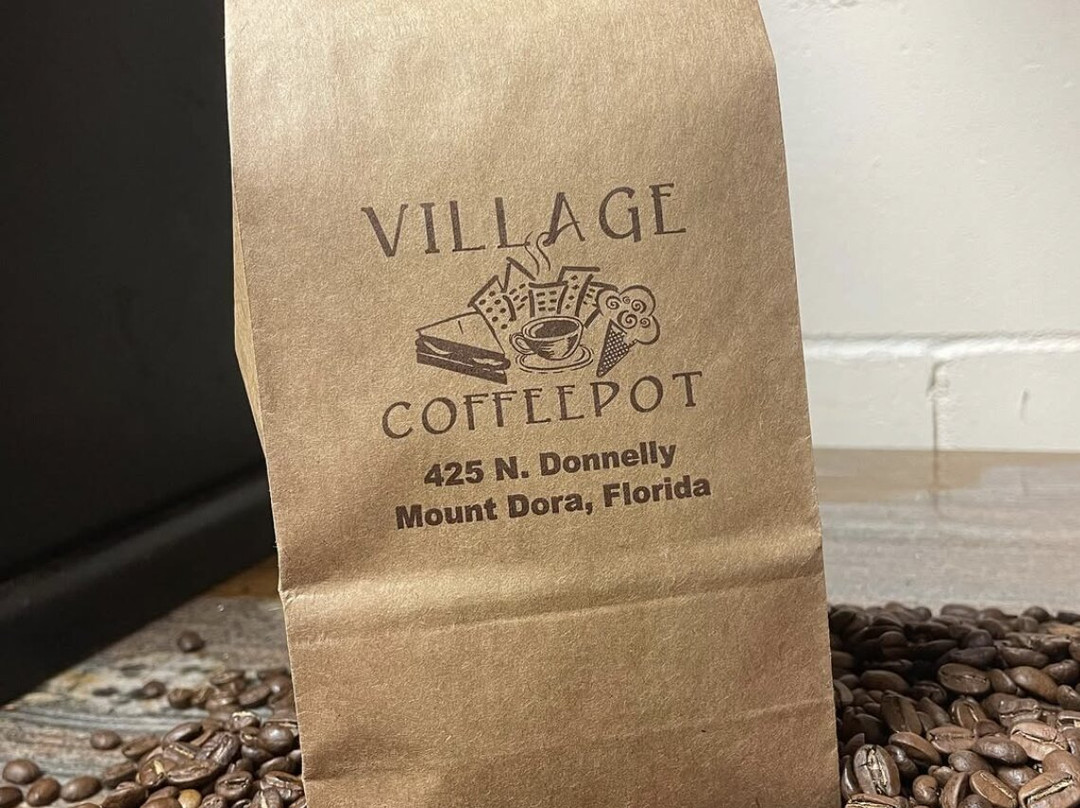 VILLAGE
COFFEEPOT
425 N. Donnelly
Mount Dora, Florida